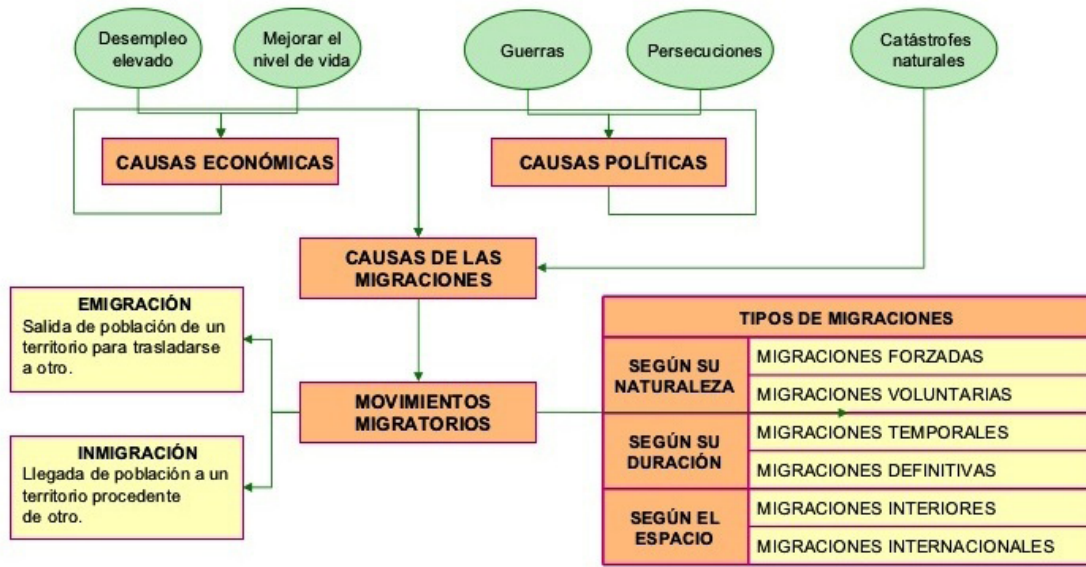 Desempleo
elevado
Mejorar el
nivel de vida
Guerras
Persecuciones
Catástrofes
naturales
CAUSAS ECONÓMICAS
CAUSAS POLÍTICAS
CAUSAS DE LAS
MIGRACIONES
EMIGRACIÓN
Salida de población de un
territorio para trasladarse
a otro.
MOVIMIENTOS
MIGRATORIOS
INMIGRACIÓN
Llegada de población a un
territorio procedente
de otro.
TIPOS DE MIGRACIONES
SEGÚN SU
NATURALEZA
MIGRACIONES FORZADAS
MIGRACIONES VOLUNTARIAS
SEGÚN SU
DURACIÓN
MIGRACIONES TEMPORALES
MIGRACIONES DEFINITIVAS
SEGÚN EL
ESPACIO
MIGRACIONES INTERIORES
MIGRACIONES INTERNACIONALES